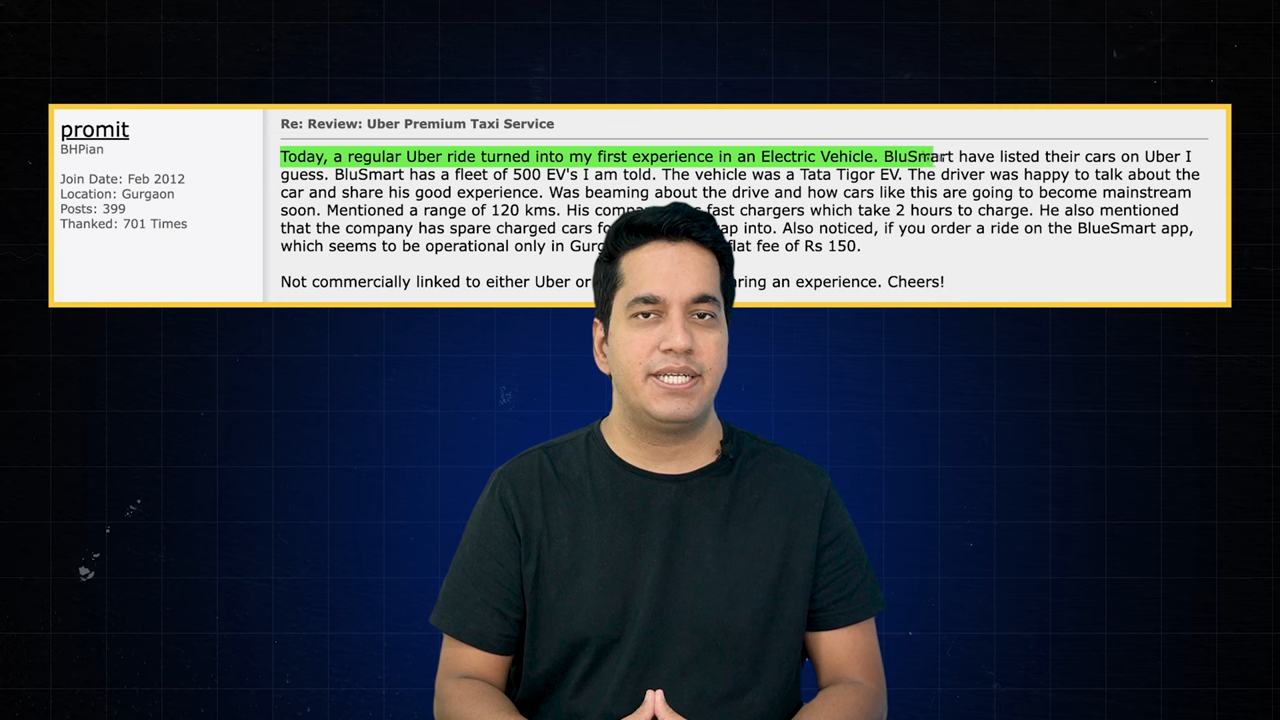 promit
BHPian
Join Date: Feb 2012
Location: Gurgaon
Posts: 399
Thanked: 701 Times
Re: Review: Uber Premium Taxi Service
Today, a regular Uber ride turned into my first experience in an Electric Vehicle. BluSmart have listed their cars on Uber I
guess. BluSmart has a fleet of 500 EV's I am told. The vehicle was a Tata Tigor EV. The driver was happy to talk about the
car and share his good experience. Was beaming about the drive and how cars like this are going to become mainstream
soon. Mentioned a range of 120 kms. His fast chargers which take 2 hours to charge. He also mentioned
that the company has spare charged cars into. Also noticed, if you order a ride on the BlueSmart app,
which seems to be operational only in flat fee of Rs 150.
Not commercially linked to either Uber or an experience. Cheers!